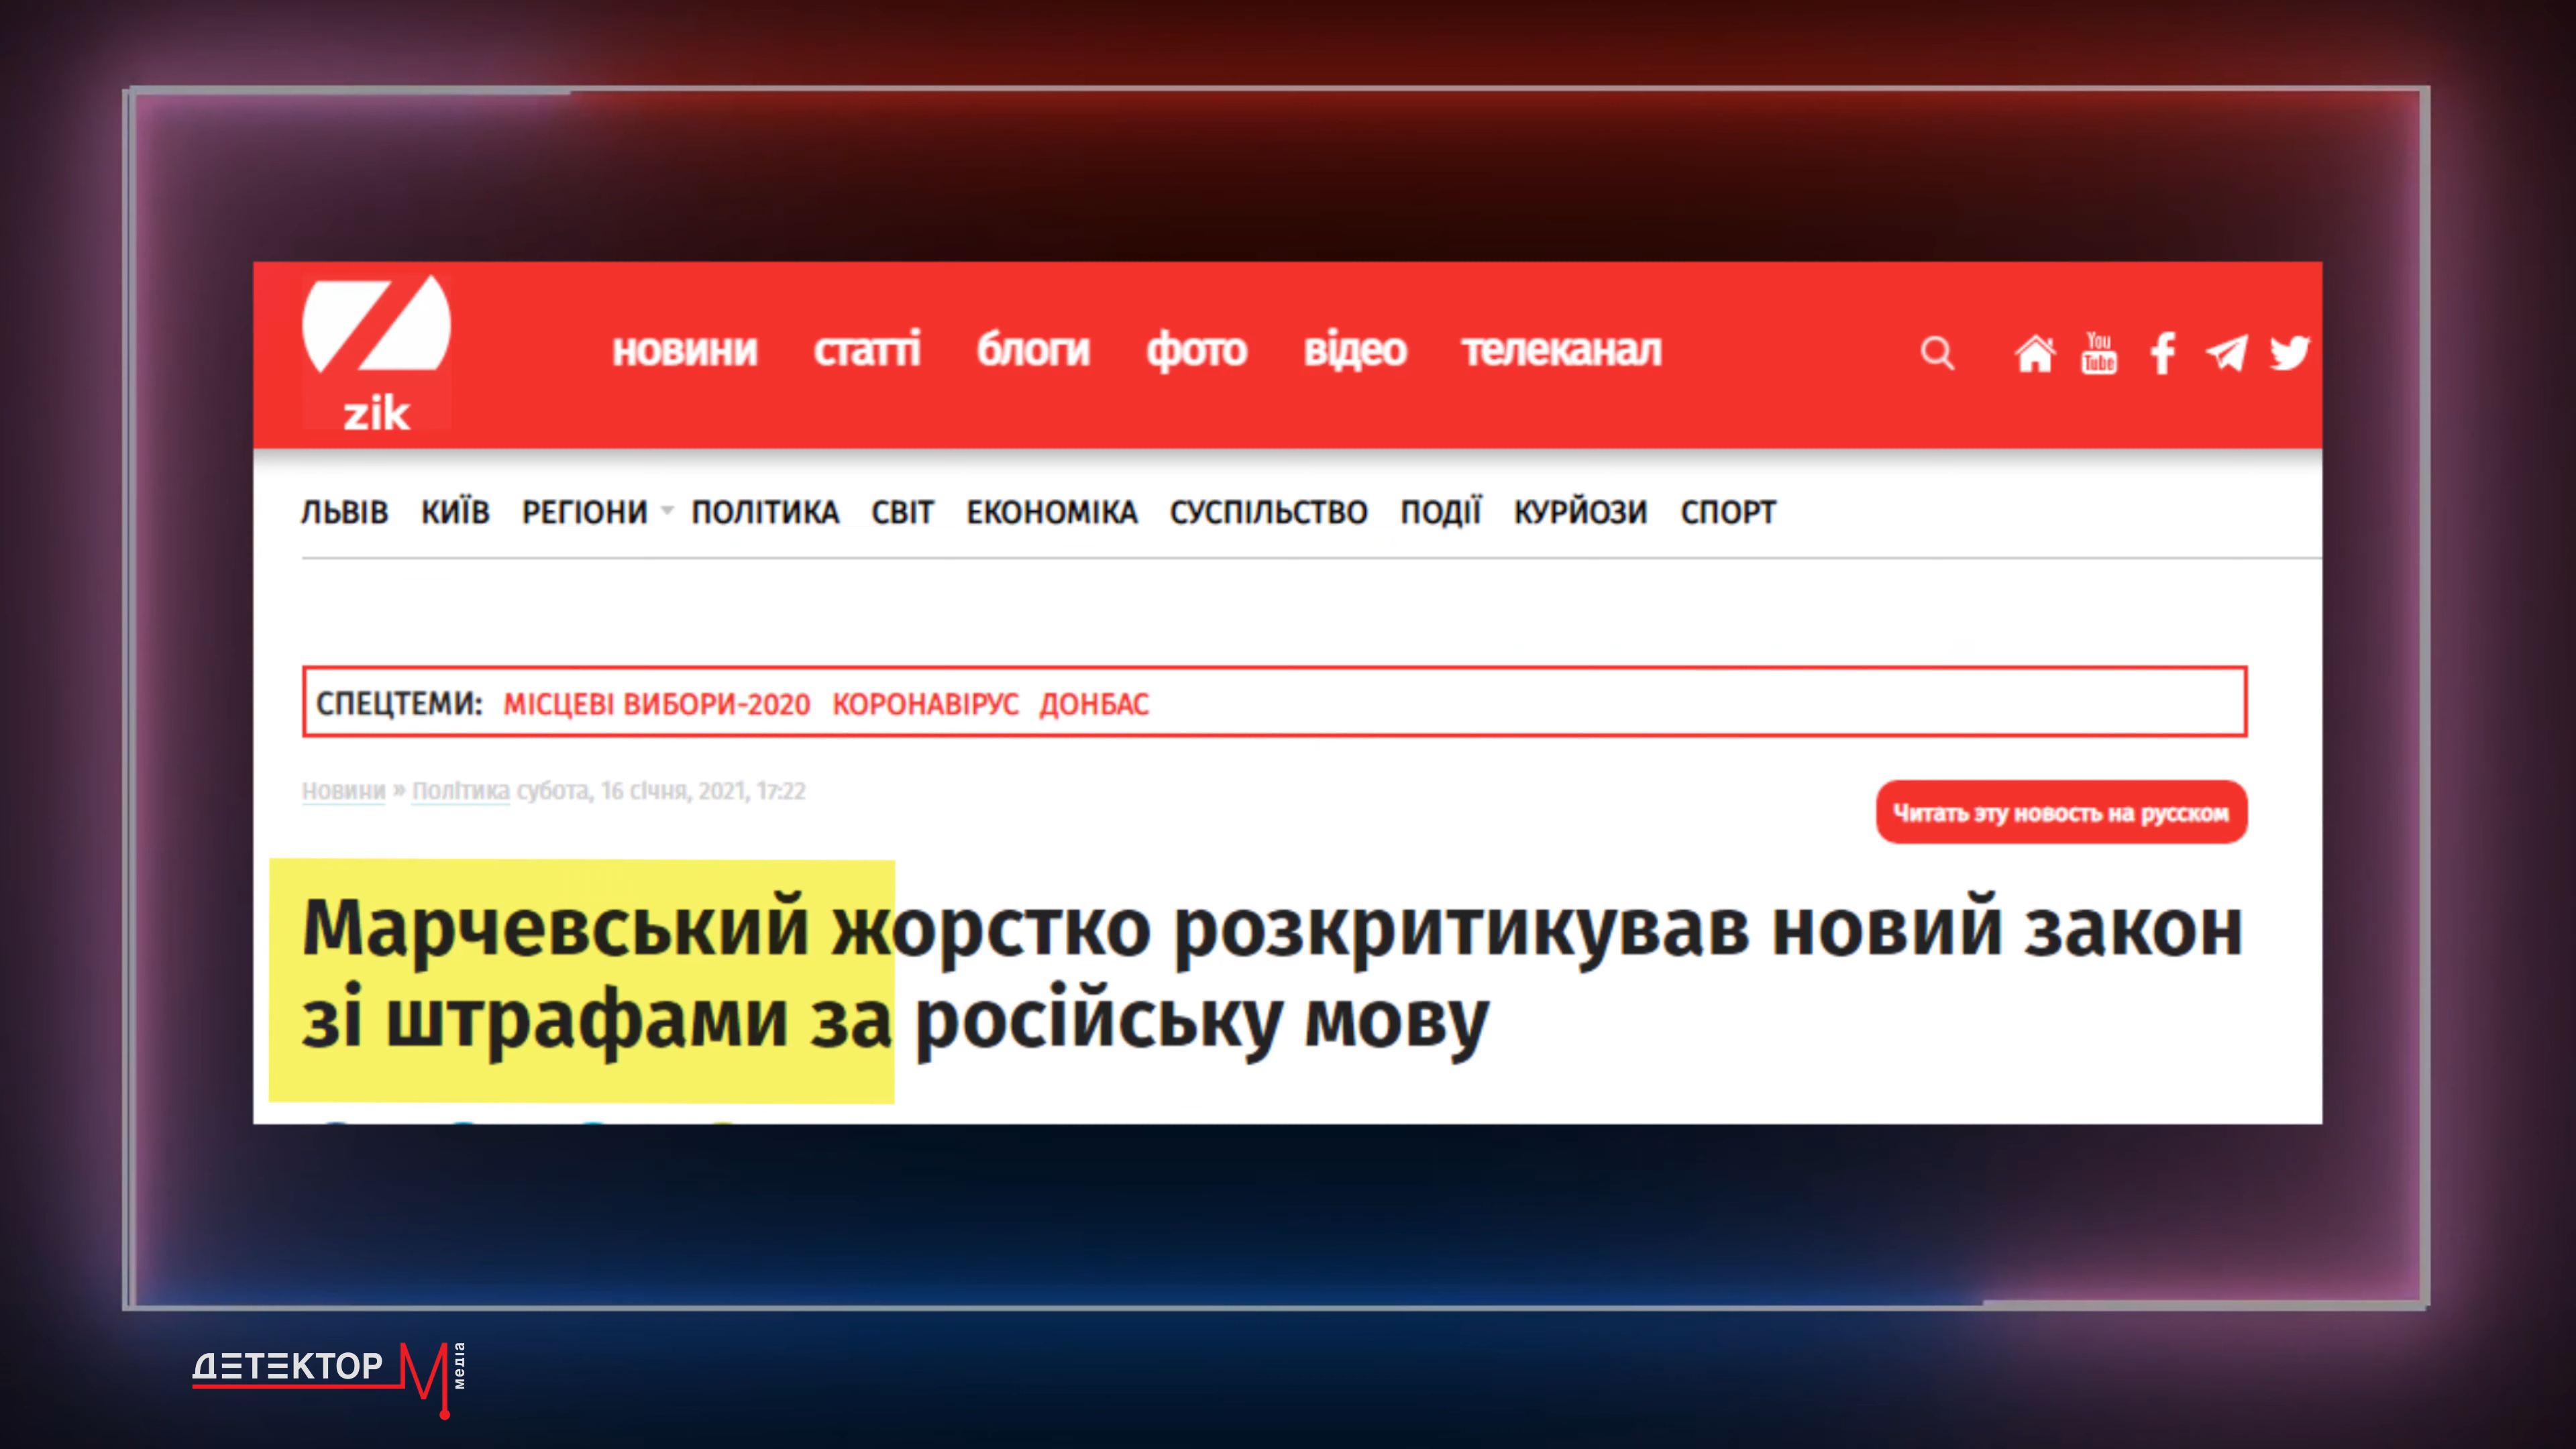 zik
новини статті блоги фото відео телеканал
You Tube
ЛЬВІВ КИЇВ РЕГІОНИ ПОЛІТИКА СВІТ ЕКОНОМІКА СУСПІЛЬСТВО ПОДІЇ КУРЙОЗИ СПОРТ
СПЕЦТЕМИ: МІСЦЕВІ ВИБОРИ-2020 КОРОНАВІРУС ДОНБАС
Новини » Політика субота, 16 січня, 2021, 17:22
Читать эту новость на русском
Марчевський жорстко розкритикував новий закон
зі штрафами за російську мову
ДЕТЕКТОР М медіа